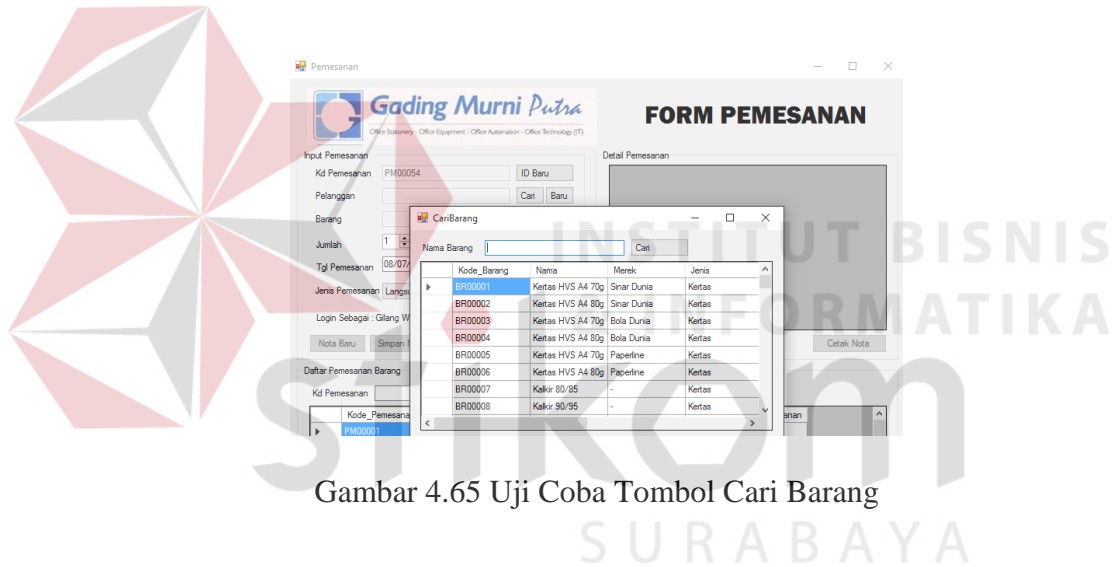 Pemesanan
Gading Murni Putra
Office Stationery - Office Equipment - Office Automation - Office Technology (IT)
FORM PEMESANAN
Input Pemesanan
Detail Pemesanan
Kd Pemesanan PM00054 ID Baru
Pelanggan Cari Baru
Barang
Jumlah 1
Tgl Pemesanan 08/07/
Jenis Pemesanan Langsu
Login Sebagai : Gilang W
Nota Baru Simpan Cetak Nota
CariBarang
Nama Barang Cari
Kode_Barang Nama Merek Jenis
BR00001 Kertas HVS A4 70g Sinar Dunia Kertas
BR00002 Kertas HVS A4 80g Sinar Dunia Kertas
BR00003 Kertas HVS A4 70g Bola Dunia Kertas
BR00004 Kertas HVS A4 80g Bola Dunia Kertas
BR00005 Kertas HVS A4 70g Paperline Kertas
BR00006 Kertas HVS A4 80g Paperline Kertas
BR00007 Kalkir 80/85 - Kertas
BR00008 Kalkir 90/95 - Kertas
Daftar Pemesanan Barang
Kd Pemesanan
Kode_Pemesana anan
PM00001
Gambar 4.65 Uji Coba Tombol Cari Barang
INSTITUT BISNIS
INFORMATIKA
stikom
SURABAYA